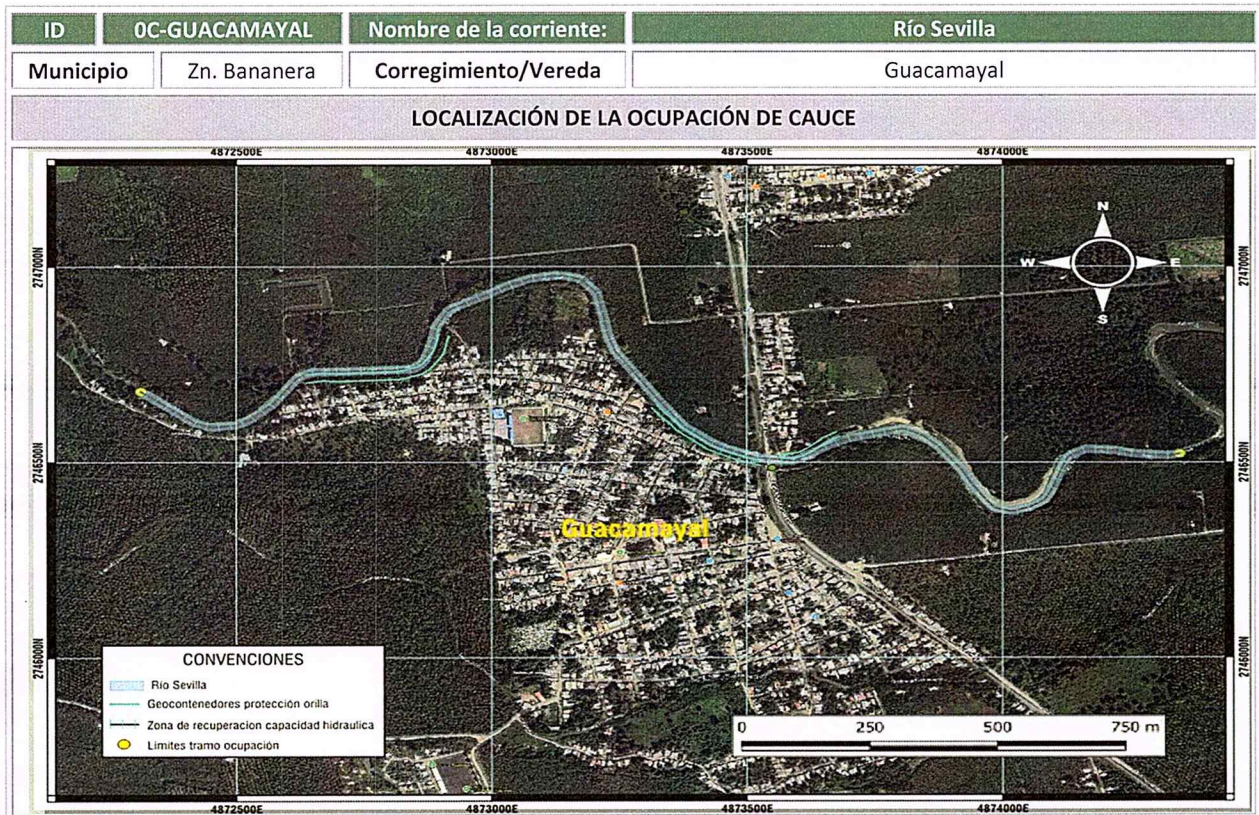 ID 0C-GUACAMAYAL Nombre de la corriente: Río Sevilla
Municipio Zn. Bananera Corregimiento/Vereda Guacamayal
LOCALIZACIÓN DE LA OCUPACIÓN DE CAUCE
4872500E 4873000E 4873500E 4874000E
N
W E
S
2747000N 2747000N
2746500N 2746500N
Guacamayal
2746000N 2746000N
CONVENCIONES
Río Sevilla
Geocontenedores protección orilla
Zona de recuperacion capacidad hidraulica
Limites tramo ocupación
0 250 500 750 m
4872500E 4873000E 4873500E 4874000E